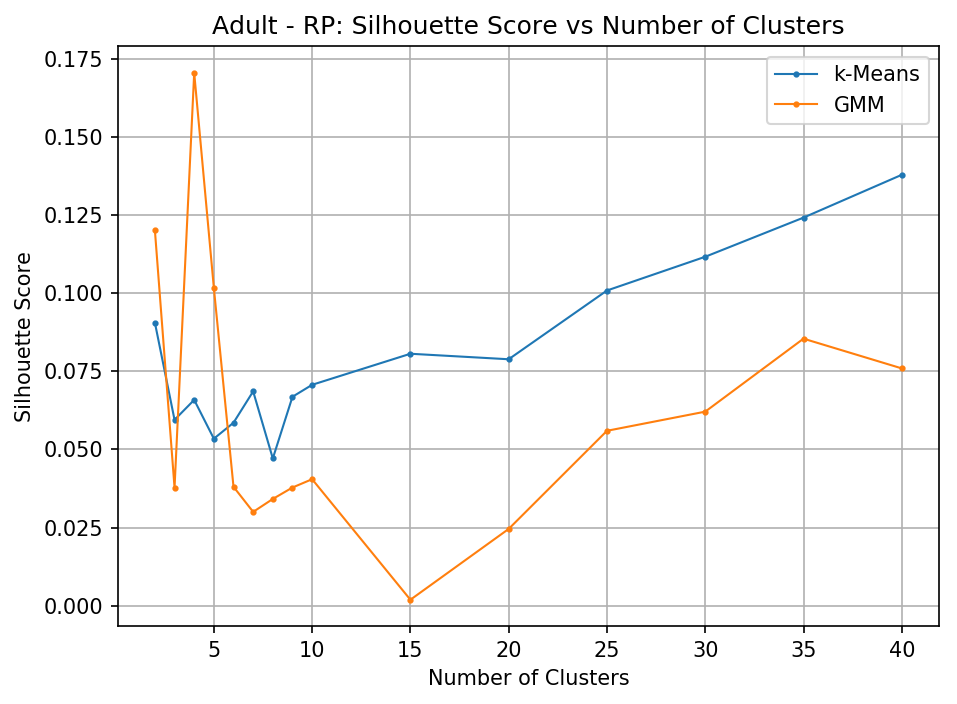 Adult - RP: Silhouette Score vs Number of Clusters
k-Means
GMM
Silhouette Score
0.175
0.150
0.125
0.100
0.075
0.050
0.025
0.000
5 10 15 20 25 30 35 40
Number of Clusters